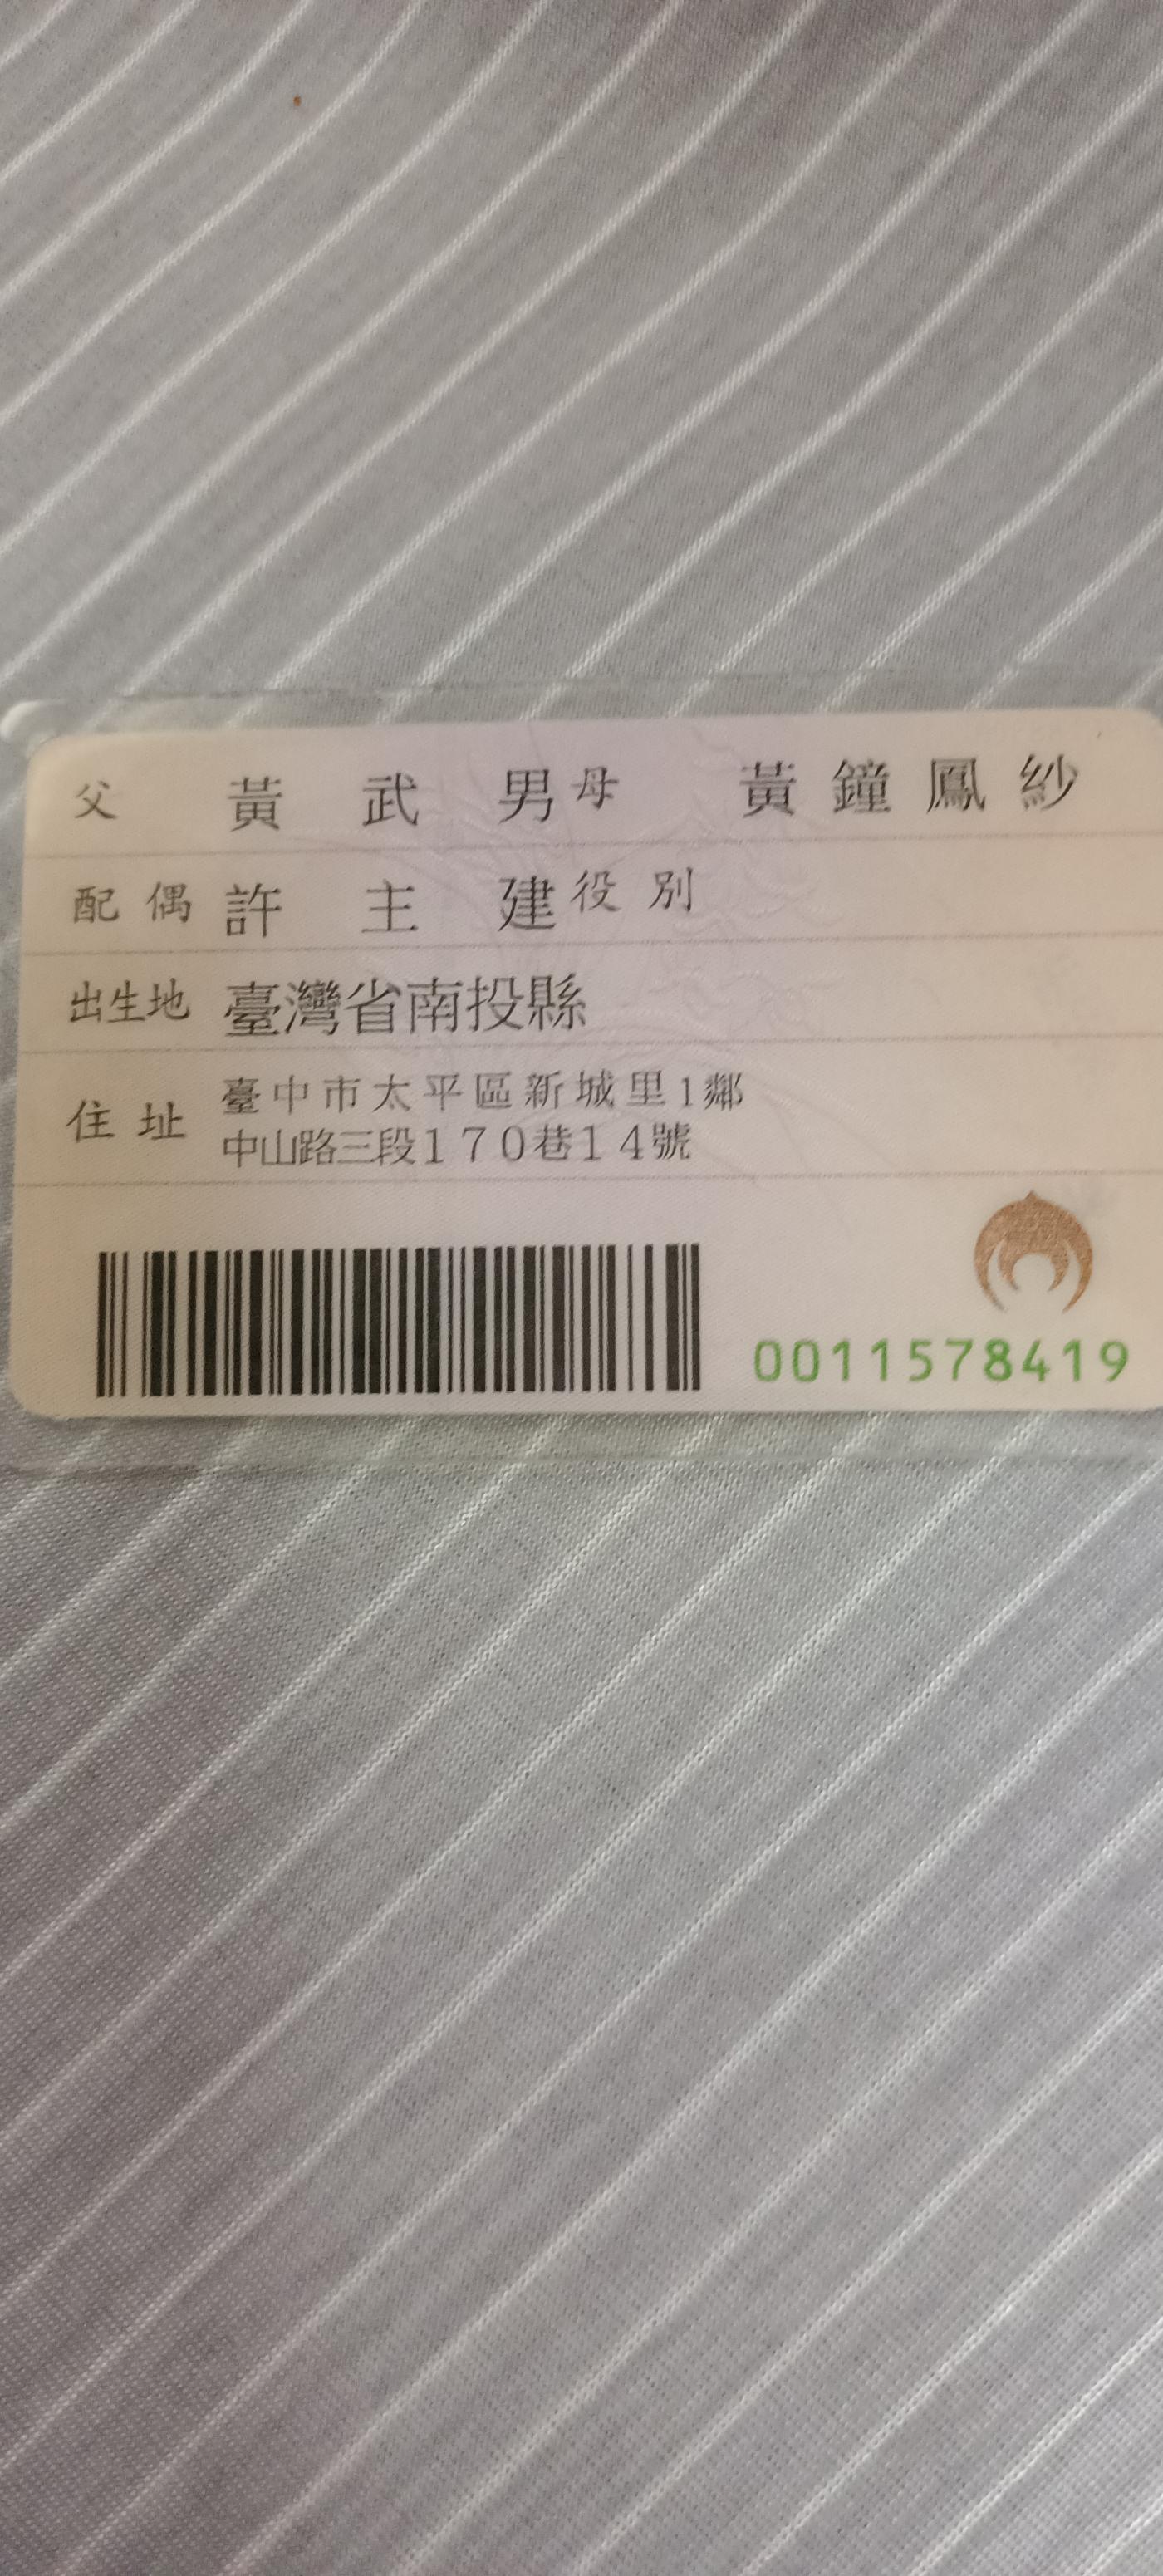 父 黃武男 母 黃鐘鳳紗
配偶 許主建 役別
出生地 臺灣省南投縣
住址 臺中市太平區新城里1鄰
中山路三段170巷14號
0011578419